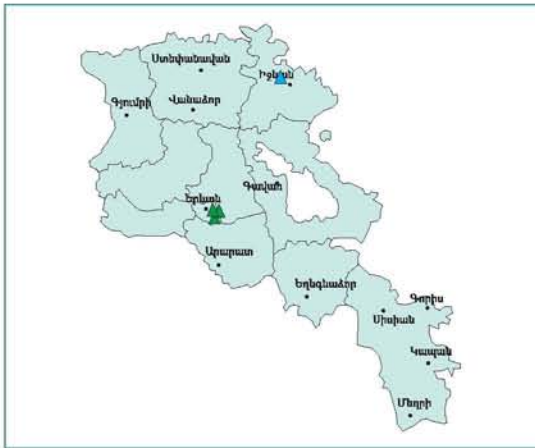 Ստեփանավան
Իջևան
Գյումրի
Վանաձոր
Գավառ
Երևան
Արարատ
Եղեգնաձոր
Գորիս
Սիսիան
Կապան
Մեղրի